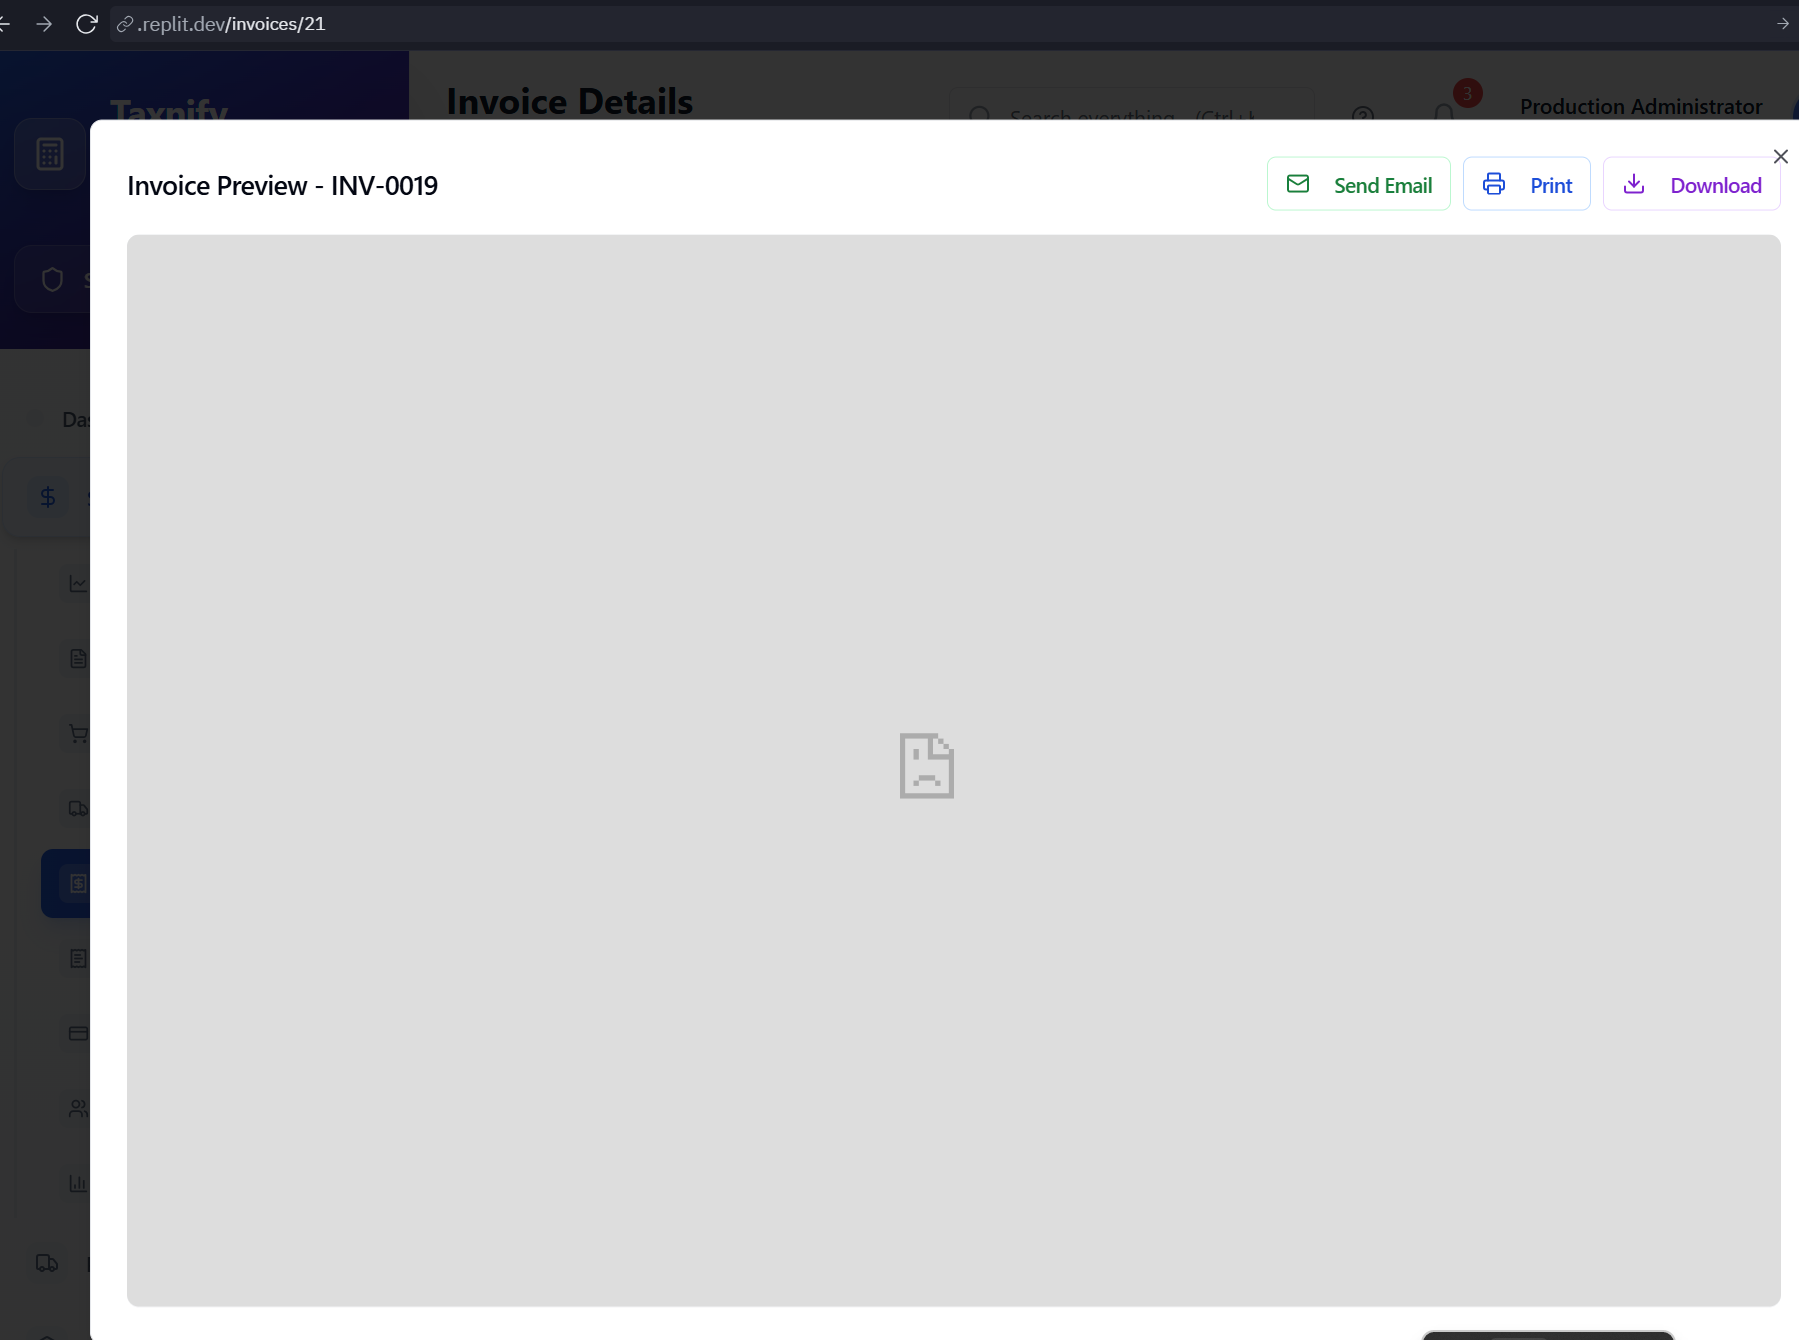 .replit.dev/invoices/21
Taxnify
Invoice Details
Search everything... (Ctrl+k
3
Production Administrator
Invoice Preview - INV-0019
Send Email
Print
Download
Das